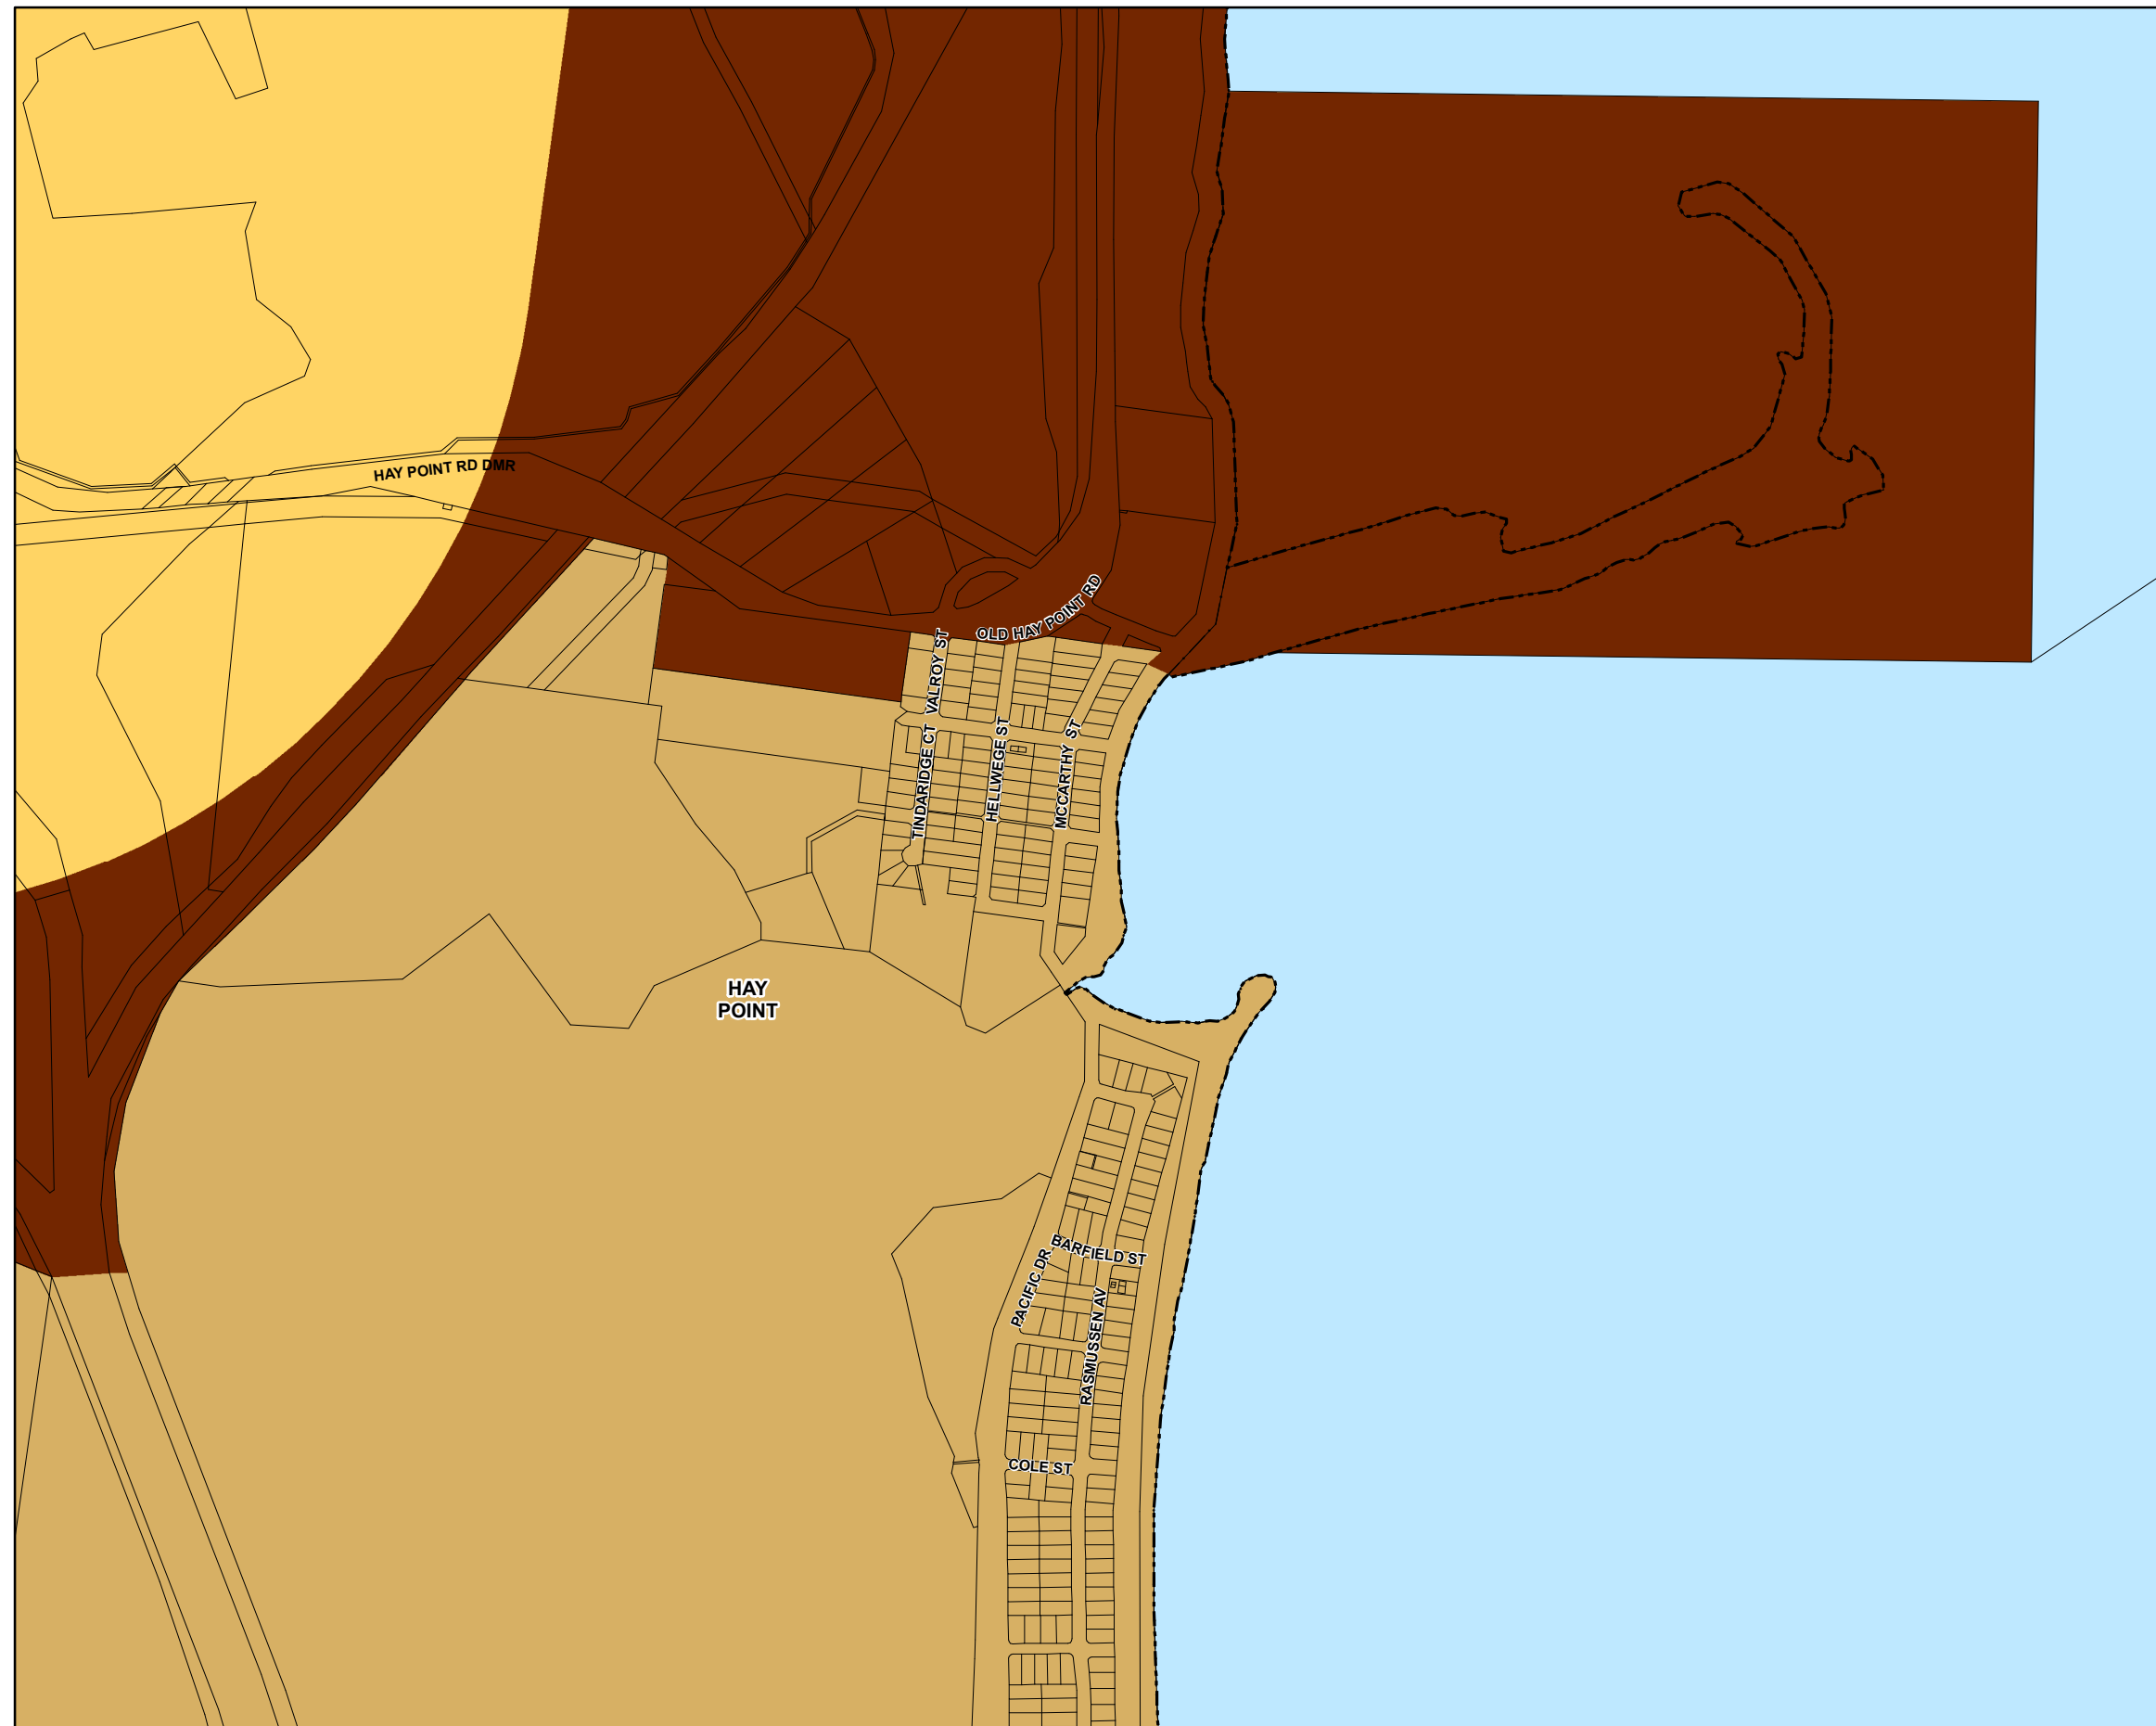 HAY POINT RD DMR
OLD HAY POINT RD
VALROY ST
TINDARIDGE CT
HELLWEGE ST
MCCARTHY ST
HAY
POINT
BARFIELD ST
PACIFIC DR
RASMUSSEN AV
COLE ST